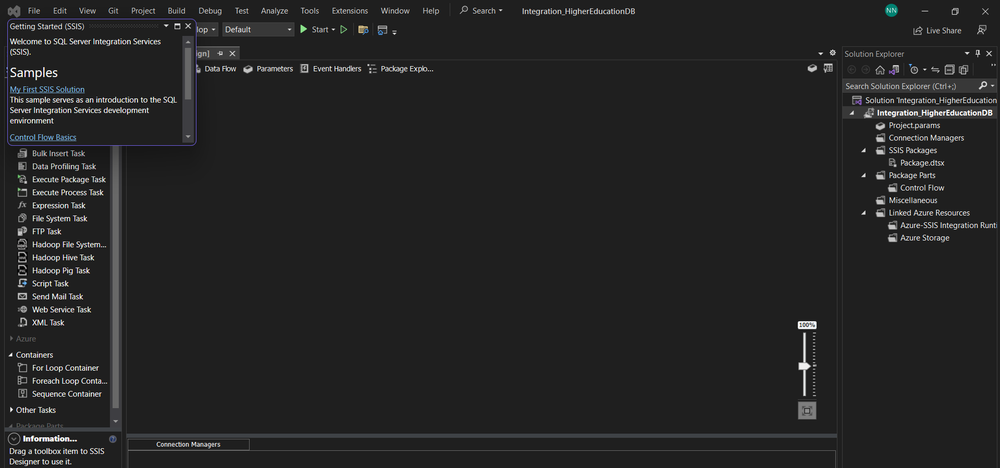 File Edit View Git Project Build Debug Test Analyze Tools Extensions Window Help Search Integration_HigherEducationDB NN
Getting Started (SSIS)
Default Start Live Share
Welcome to SQL Server Integration Services
(SSIS).
Samples
My First SSIS Solution
This sample serves as an introduction to the SQL
Server Integration Services development
environment
Control Flow Basics
Data Flow Parameters Event Handlers Package Explo...
Bulk Insert Task
Data Profiling Task
Execute Package Task
Execute Process Task
Expression Task
File System Task
FTP Task
Hadoop File System...
Hadoop Hive Task
Hadoop Pig Task
Script Task
Send Mail Task
Web Service Task
XML Task
Azure
Containers
For Loop Container
Foreach Loop Conta...
Sequence Container
Other Tasks
Package Parts
Information...
Drag a toolbox item to SSIS
Designer to use it.
100%
Connection Managers
Solution Explorer
Search Solution Explorer (Ctrl+;)
Solution 'Integration_HigherEducation
Integration_HigherEducationDB
Project.params
Connection Managers
SSIS Packages
Package.dtsx
Package Parts
Control Flow
Miscellaneous
Linked Azure Resources
Azure-SSIS Integration Runti
Azure Storage